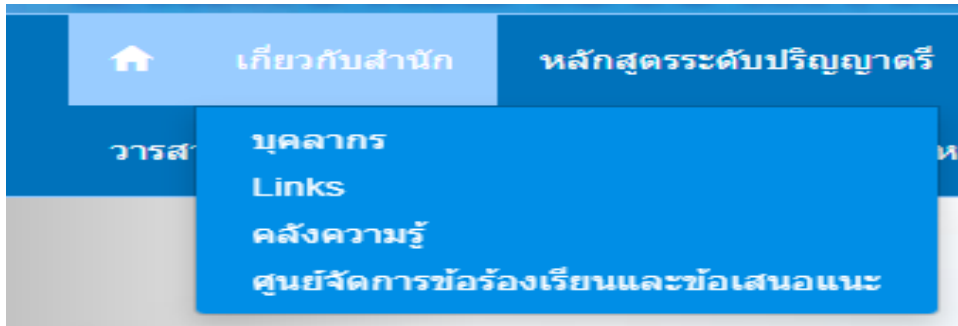 เกี่ยวกับสำนัก หลักสูตรระดับปริญญาตรี
บุคลากร
Links
คลังความรู้
ศูนย์จัดการข้อร้องเรียนและข้อเสนอแนะ